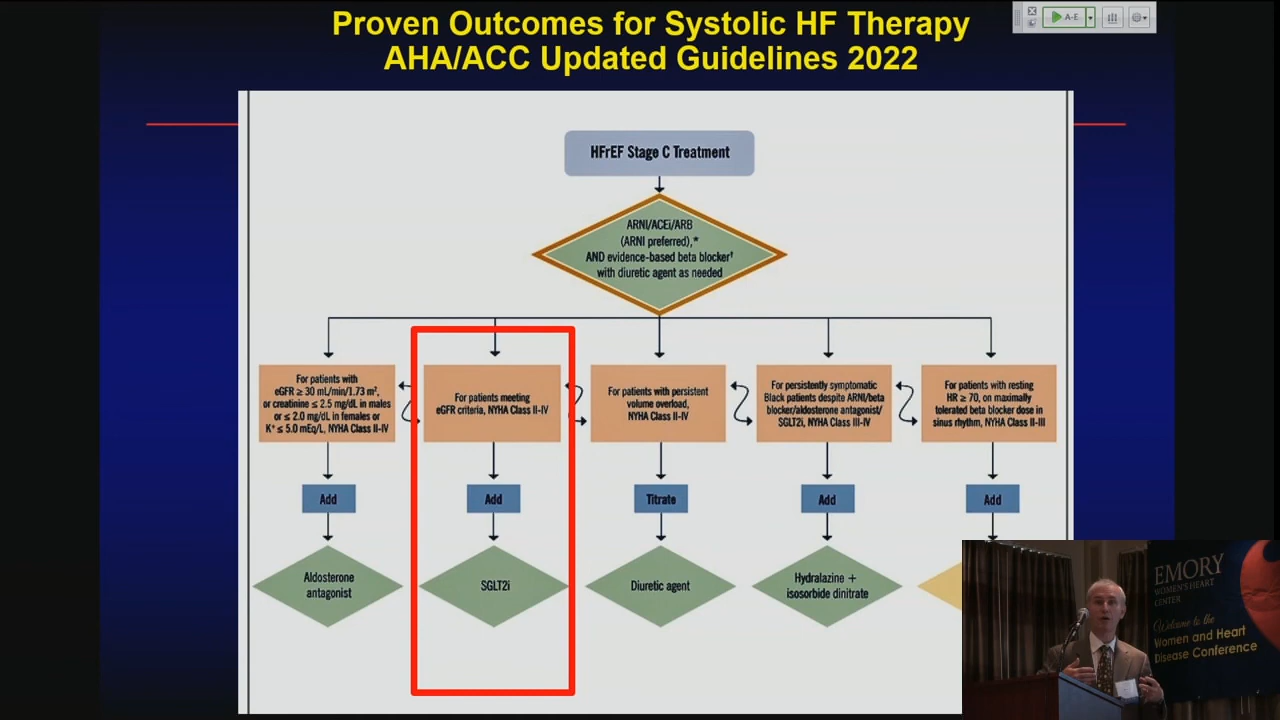 Proven Outcomes for Systolic HF Therapy
AHA/ACC Updated Guidelines 2022
A-E
HFrEF Stage C Treatment
ARNI/ACEi/ARB
(ARNI preferred),*
AND evidence-based beta blocker†
with diuretic agent as needed
For patients with
eGFR ≥ 30 mL/min/1.73 m²,
or creatinine ≤ 2.5 mg/dL in males
or ≤ 2.0 mg/dL in females or
K⁺ ≤ 5.0 mEq/L, NYHA Class II-IV
For patients meeting
eGFR criteria, NYHA Class II-IV
For patients with persistent
volume overload,
NYHA Class II-IV
For persistently symptomatic
Black patients despite ARNI/beta
blocker/aldosterone antagonist/
SGLT2i, NYHA Class III-IV
For patients with resting
HR ≥ 70, on maximally
tolerated beta blocker dose in
sinus rhythm, NYHA Class II-III
Add
Add
Titrate
Add
Add
Aldosterone
antagonist
SGLT2i
Diuretic agent
Hydralazine +
isosorbide dinitrate
EMORY
WOMEN'S HEART
CENTER
Welcome to the
Women and Heart
Disease Conference